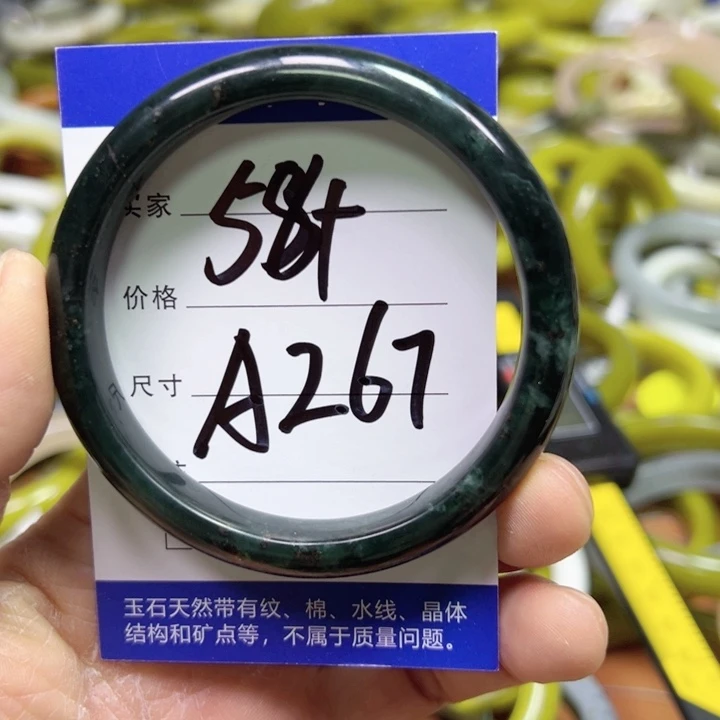 买家 58+
价格
尺寸 A267
玉石天然带有纹、棉、水线、晶体
结构和矿点等，不属于质量问题。